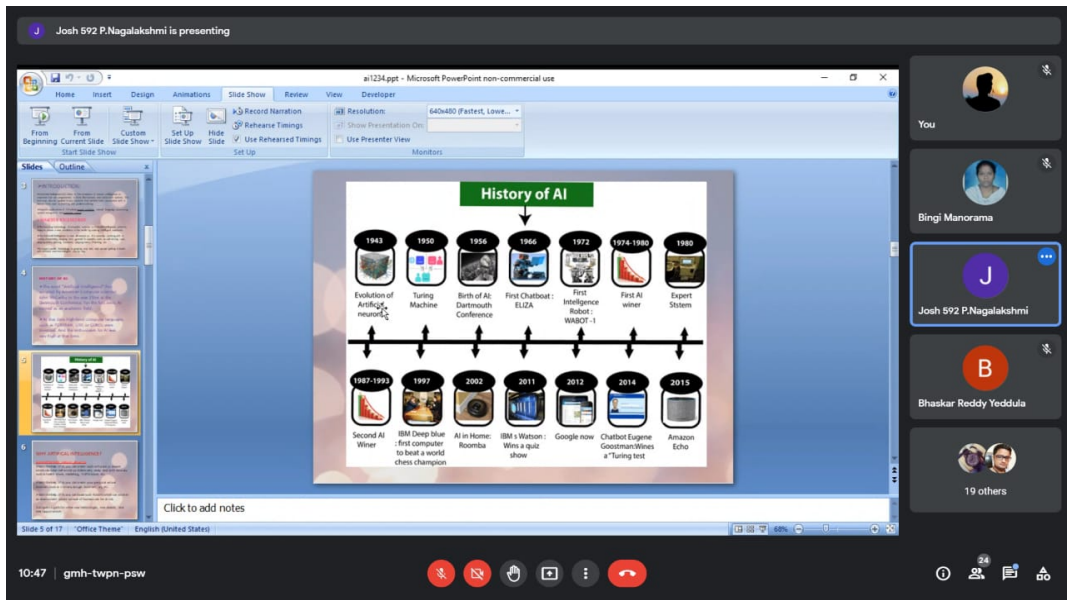 J
Josh 592 P.Nagalakshmi is presenting
ai1234.ppt - Microsoft PowerPoint non-commercial use
Home Insert Design Animations Slide Show Review View Developer
From Beginning
From Current Slide
Custom Slide Show
Start Slide Show
Set Up Slide Show
Hide Slide
Record Narration
Rehearse Timings
Use Rehearsed Timings
Set Up
Resolution: 640x480 (Fastest, Lowe...
Show Presentation On:
Use Presenter View
Monitors
Slides Outline
3
4
5
6
History of AI
1943 1950 1956 1966 1972 1974-1980 1980
Evolution of
Artificial
neurons
Turing
Machine
Birth of AI:
Dartmouth
Conference
First Chatboat :
ELIZA
First
Intellgence
Robot :
WABOT - I
First AI
winer
Expert
Ststem
1987-1993 1997 2002 2011 2012 2014 2015
Second AI
Winer
IBM Deep blue
: first computer
to beat a world
chess champion
AI in Home:
Roomba
IBM s Watson :
Wins a quiz
show
Google now
Chatbot Eugene
Goostman:Wines
a "Turing test
Amazon
Echo
Click to add notes
Slide 5 of 17 "Office Theme" English (United States) 68%
You
Bingi Manorama
J
Josh 592 P.Nagalakshmi
B
Bhaskar Reddy Yeddula
19 others
10:47 | gmh-twpn-psw
24